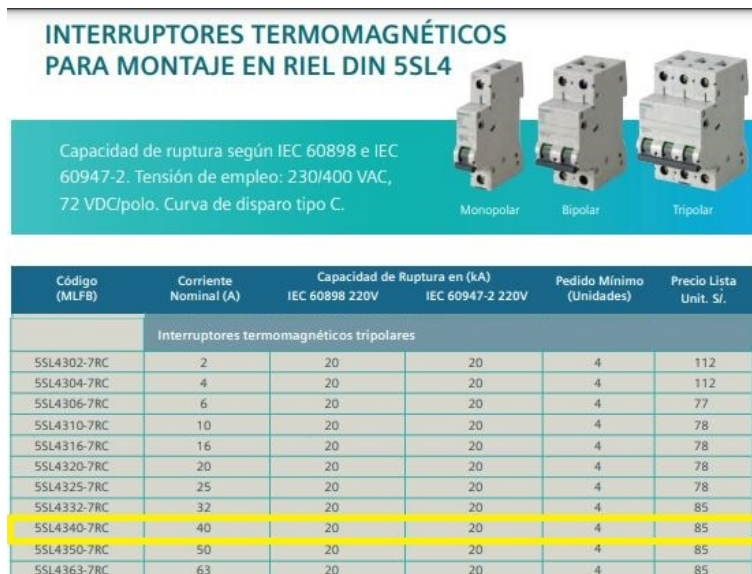 INTERRUPTORES TERMOMAGNÉTICOS
PARA MONTAJE EN RIEL DIN 5SL4
Capacidad de ruptura según IEC 60898 e IEC
60947-2. Tensión de empleo: 230/400 VAC,
72 VDC/polo. Curva de disparo tipo C.
Monopolar Bipolar Tripolar
Código (MLFB) Corriente Nominal (A) Capacidad de Ruptura en (kA) IEC 60898 220V IEC 60947-2 220V Pedido Mínimo (Unidades) Precio Lista Unit. S/.
Interruptores termomagnéticos tripolares
5SL4302-7RC 2 20 20 4 112
5SL4304-7RC 4 20 20 4 112
5SL4306-7RC 6 20 20 4 77
5SL4310-7RC 10 20 20 4 78
5SL4316-7RC 16 20 20 4 78
5SL4320-7RC 20 20 20 4 78
5SL4325-7RC 25 20 20 4 78
5SL4332-7RC 32 20 20 4 85
5SL4340-7RC 40 20 20 4 85
5SL4350-7RC 50 20 20 4 85
5SL4363-7RC 63 20 20 4 85